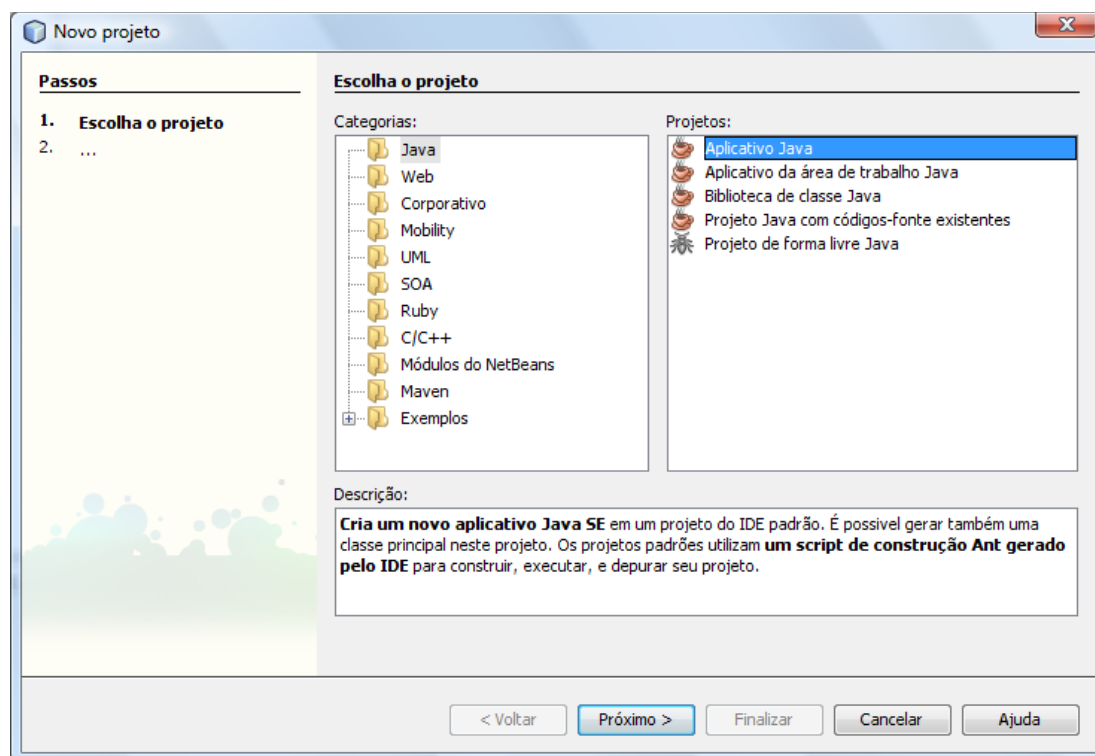 Novo projeto
Passos
1. Escolha o projeto
2. ...
Escolha o projeto
Categorias:
Java
Web
Corporativo
Mobility
UML
SOA
Ruby
C/C++
Módulos do NetBeans
Maven
Exemplos
Projetos:
Aplicativo Java
Aplicativo da área de trabalho Java
Biblioteca de classe Java
Projeto Java com códigos-fonte existentes
Projeto de forma livre Java
Descrição:
Cria um novo aplicativo Java SE em um projeto do IDE padrão. É possivel gerar também uma
classe principal neste projeto. Os projetos padrões utilizam um script de construção Ant gerado
pelo IDE para construir, executar, e depurar seu projeto.
< Voltar
Próximo >
Finalizar
Cancelar
Ajuda